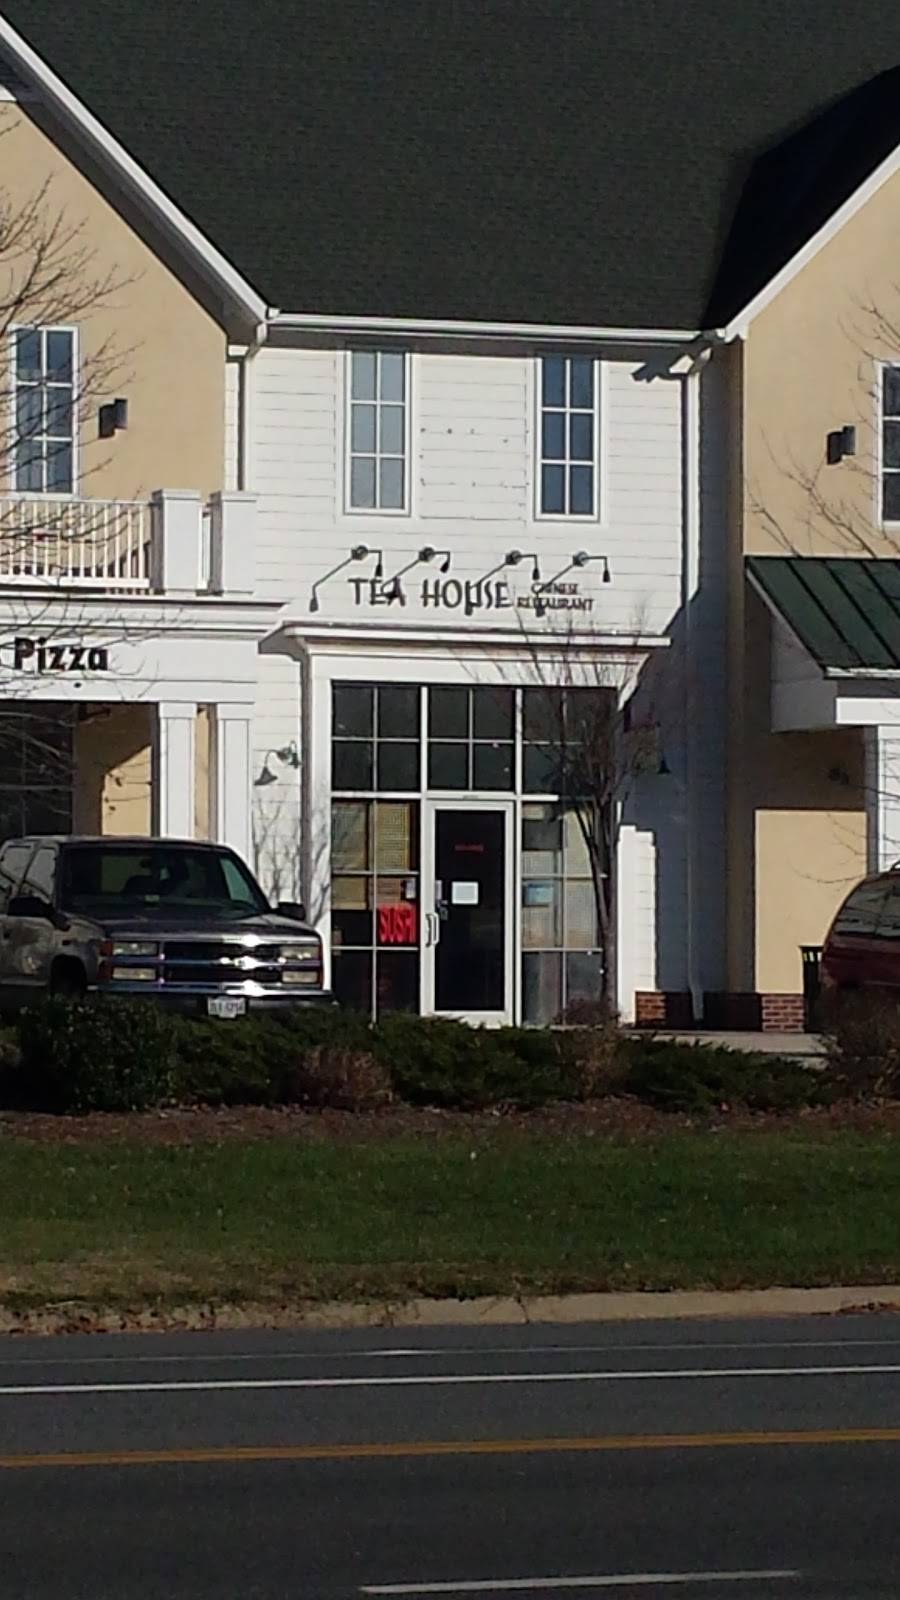 TEA HOUSE
CHINESE
RESTAURANT
Pizza
SUSHI